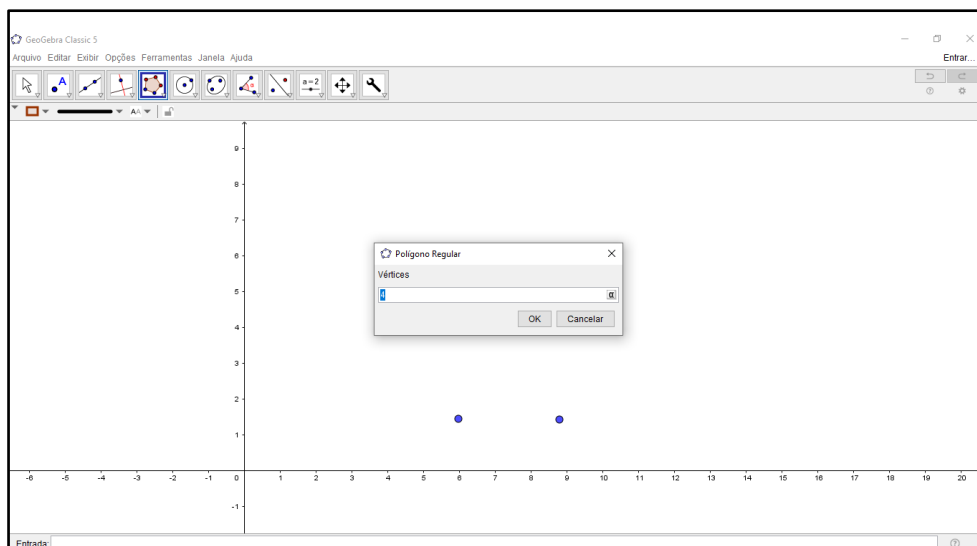 GeoGebra Classic 5
Arquivo Editar Exibir Opções Ferramentas Janela Ajuda
Entrar...
A
α
a=2
AA
9
8
7
6
5
4
3
2
1
-6 -5 -4 -3 -2 -1 0 1 2 3 4 5 6 7 8 9 10 11 12 13 14 15 16 17 18 19 20
-1
Polígono Regular
Vértices
4
α
OK Cancelar
Entrada: